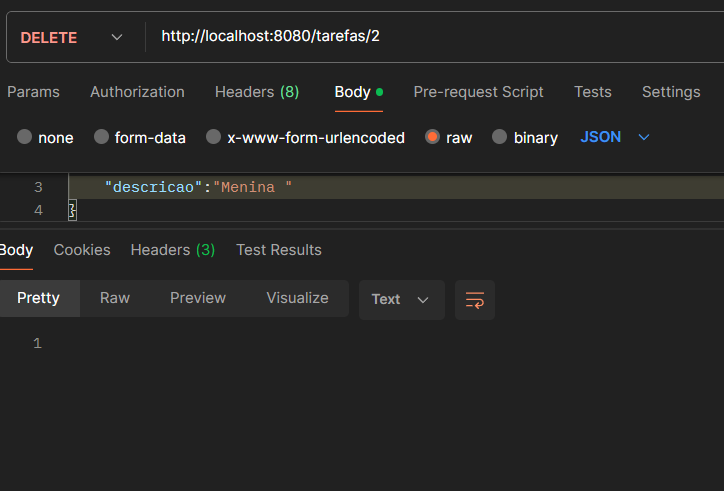 DELETE http://localhost:8080/tarefas/2
Params Authorization Headers (8) Body Pre-request Script Tests Settings
none form-data x-www-form-urlencoded raw binary JSON
3 "descricao":"Menina "
4 }
Body Cookies Headers (3) Test Results
Pretty Raw Preview Visualize Text
1